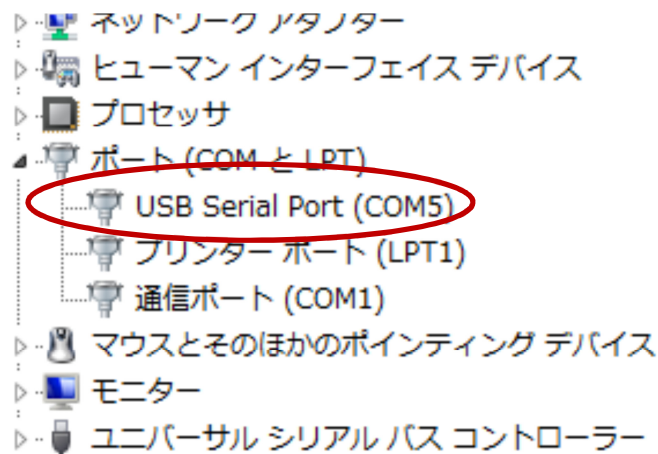 ネットワーク アダプター
ヒューマン インターフェイス デバイス
プロセッサ
ポート (COM と LPT)
USB Serial Port (COM5)
プリンター ポート (LPT1)
通信ポート (COM1)
マウスとそのほかのポインティング デバイス
モニター
ユニバーサル シリアル バス コントローラー